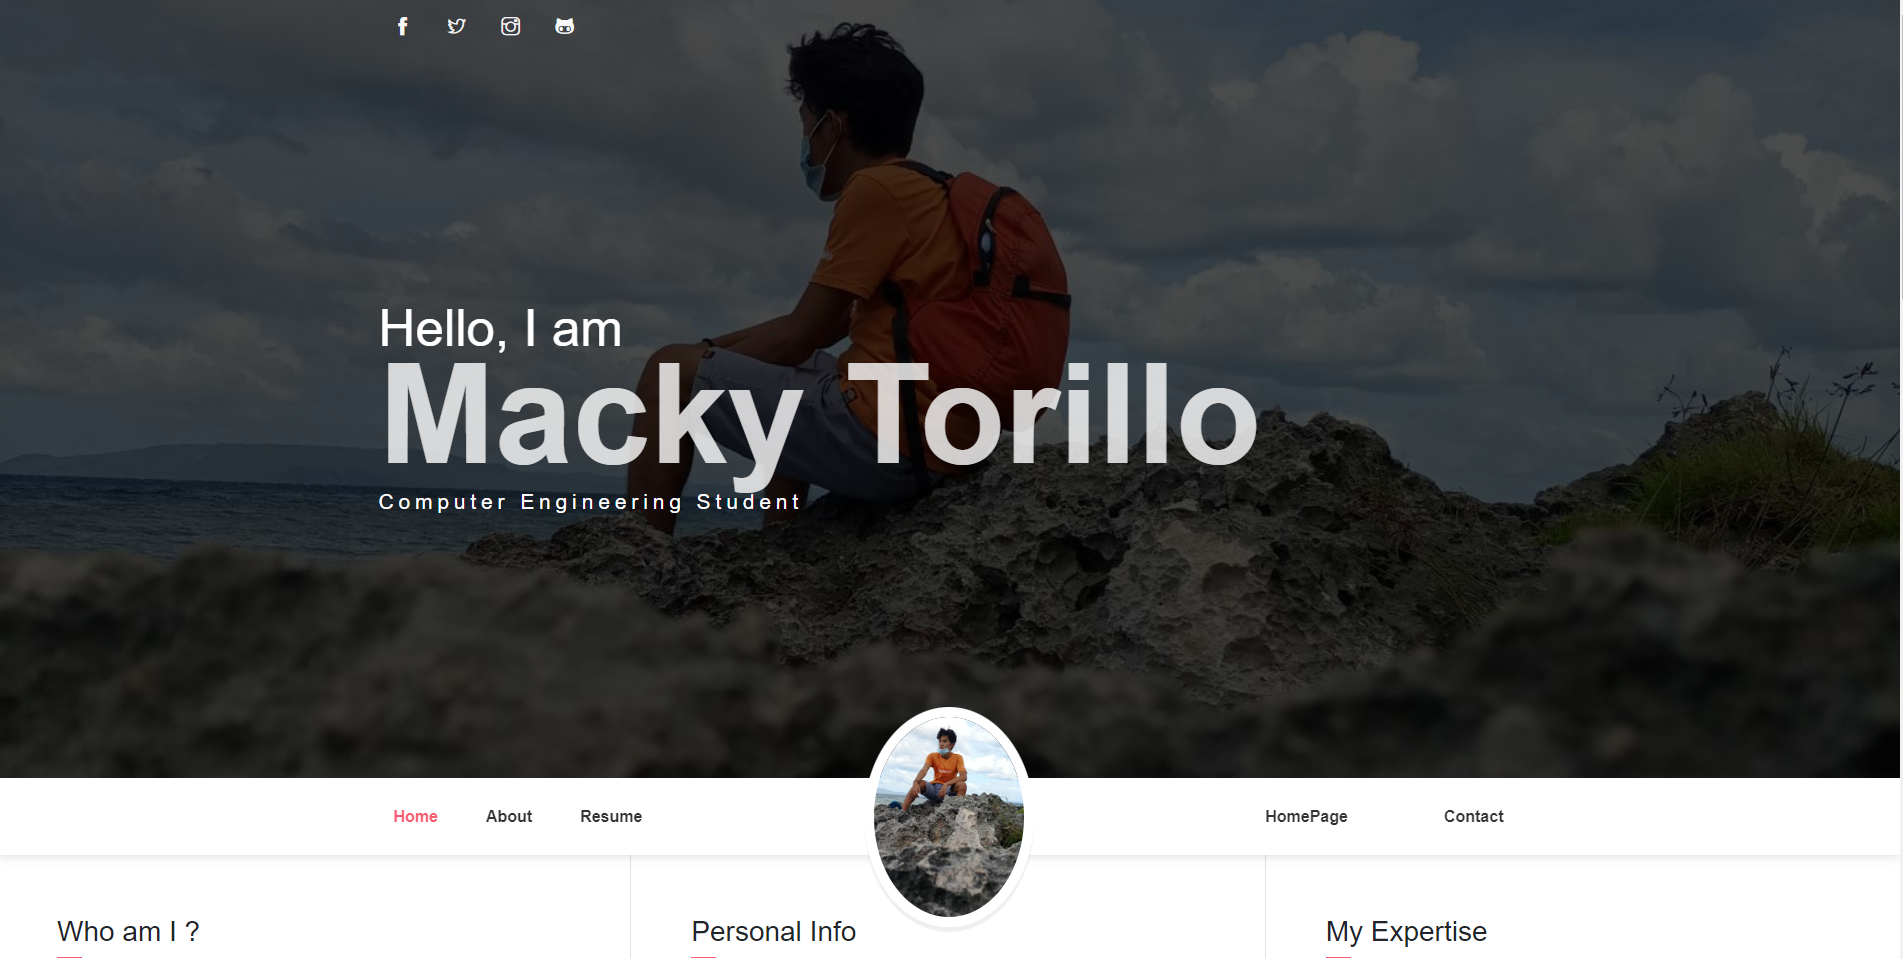 Hello, I am
Macky Torillo
Computer Engineering Student
Home About Resume HomePage Contact
Who am I ? Personal Info My Expertise